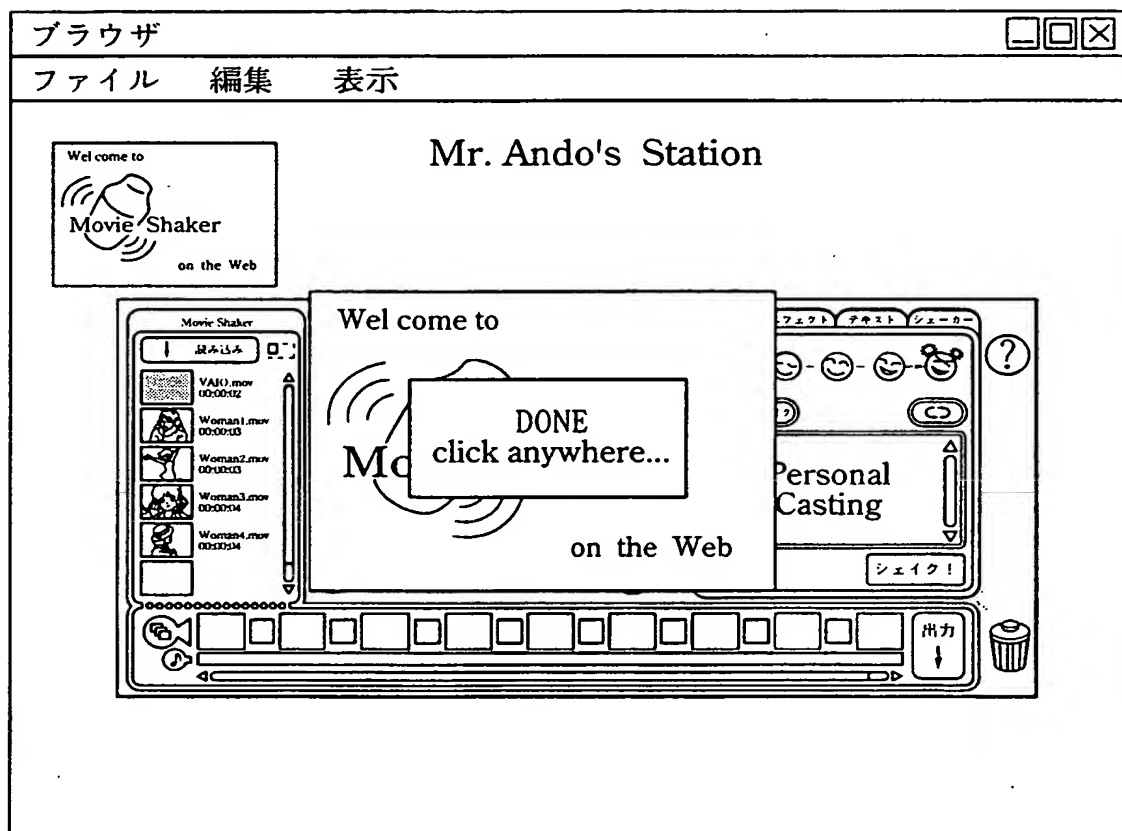 ブラウザ
ファイル 編集 表示
Mr. Ando's Station
Wel come to
Movie Shaker
on the Web
Movie Shaker
読み込み
VAIO.mov
00:00:02
Woman1.mov
00:00:03
Woman2.mov
00:00:03
Woman3.mov
00:00:04
Woman4.mov
00:00:04
Wel come to
DONE
click anywhere...
on the Web
フェクト テキスト シェーカー
?
Personal
Casting
シェイク!
出力